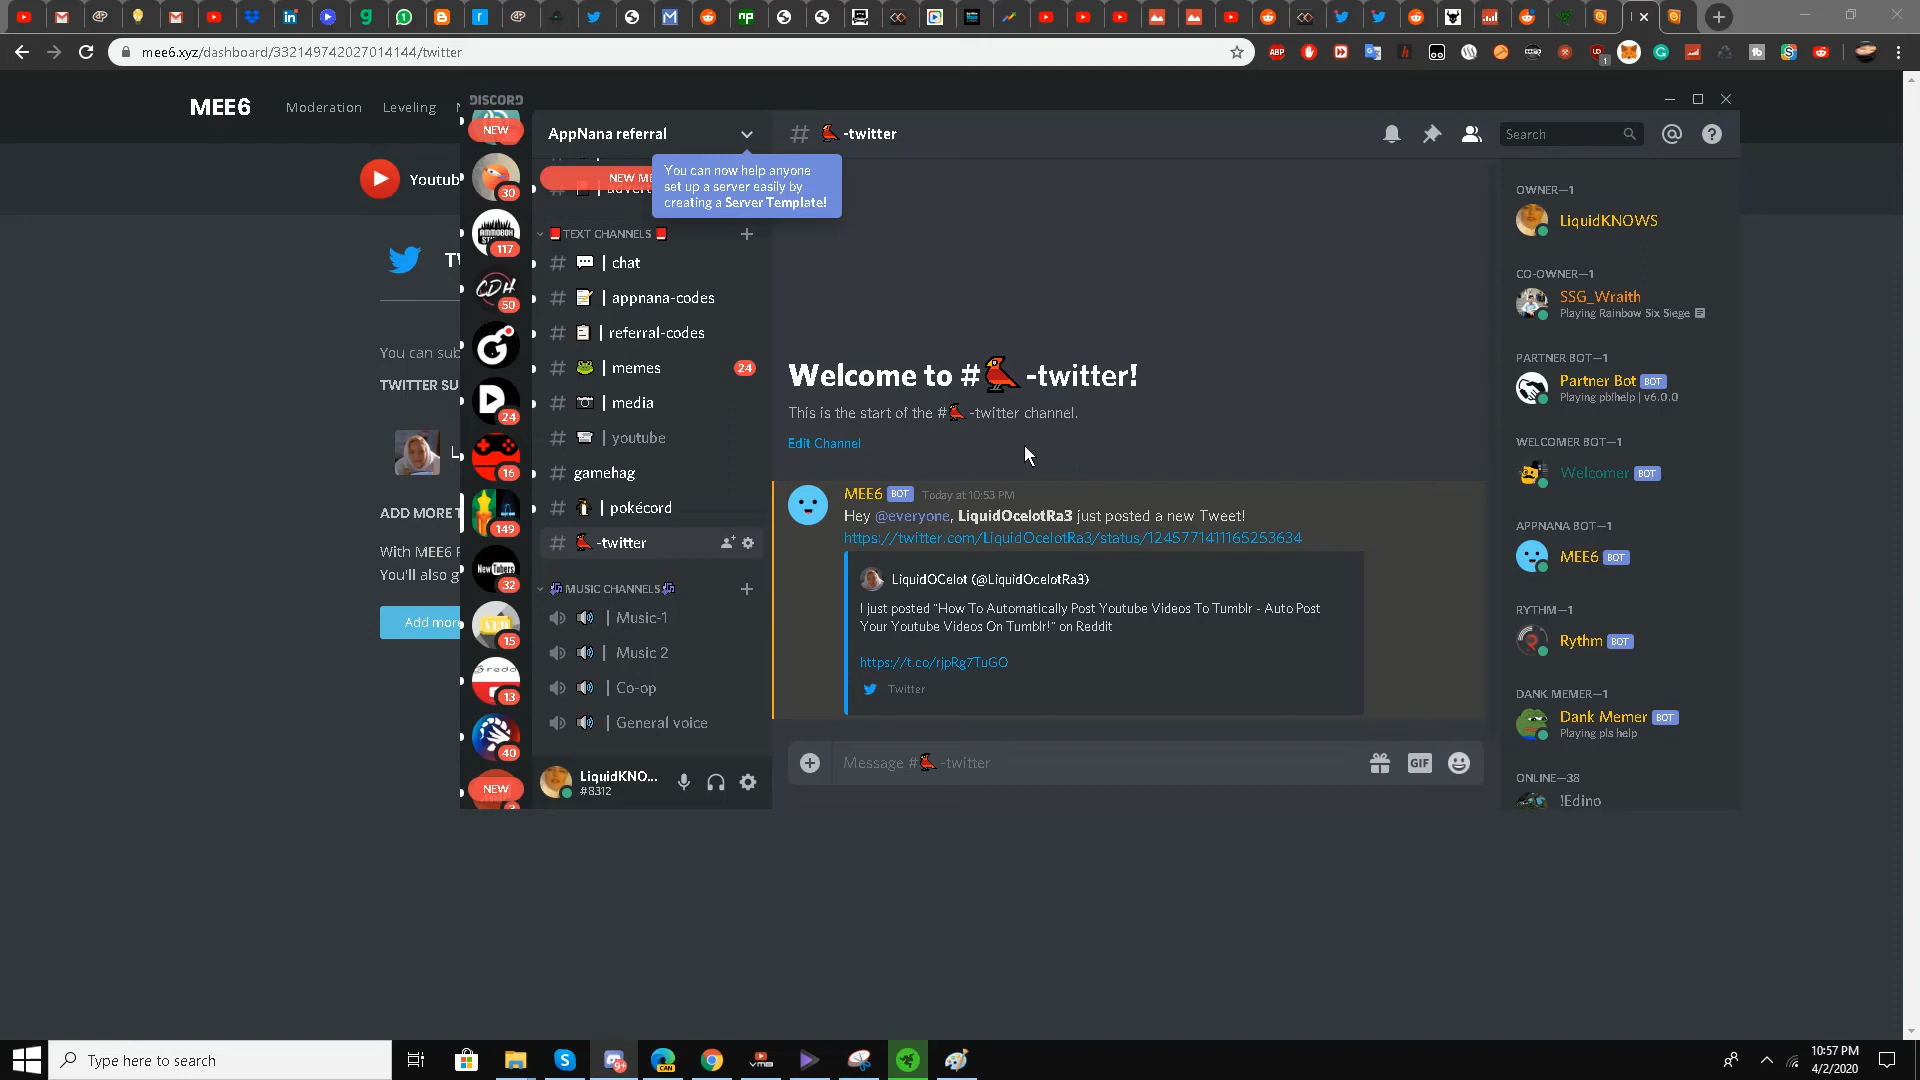 mee6.xyz/dashboard/332149742027014144/twitter
MEE6
Moderation
Leveling
Youtub
You can sub
TWITTER SU
ADD MORE T
With MEE6 P
You'll also g
Add more
DISCORD
NEW
30
117
CDH
50
24
16
149
New Tubers
32
15
13
40
NEW
AppNana referral
NEW ME
You can now help anyone
set up a server easily by
creating a Server Template!
TEXT CHANNELS
| chat
| appnana-codes
| referral-codes
| memes
24
| media
| youtube
gamehag
| pokécord
-twitter
MUSIC CHANNELS
| Music-1
| Music 2
| Co-op
| General voice
LiquidKNO...
#8312
# -twitter
Search
Welcome to # -twitter!
This is the start of the # -twitter channel.
Edit Channel
MEE6 BOT Today at 10:53 PM
Hey @everyone, LiquidOcelotRa3 just posted a new Tweet!
https://twitter.com/LiquidOcelotRa3/status/1245771411165253634
LiquidOCelot (@LiquidOcelotRa3)
I just posted "How To Automatically Post Youtube Videos To Tumblr - Auto Post
Your Youtube Videos On Tumblr!" on Reddit
https://t.co/rjpRg7TuGO
Twitter
Message # -twitter
GIF
OWNER—1
LiquidKNOWS
CO-OWNER—1
SSG_Wraith
Playing Rainbow Six Siege
PARTNER BOT—1
Partner Bot BOT
Playing pb!help | v6.0.0
WELCOMER BOT—1
Welcomer BOT
APPNANA BOT—1
MEE6 BOT
RYTHM—1
Rythm BOT
DANK MEMER—1
Dank Memer BOT
Playing pls help
ONLINE—38
!Edino
Type here to search
10:57 PM
4/2/2020